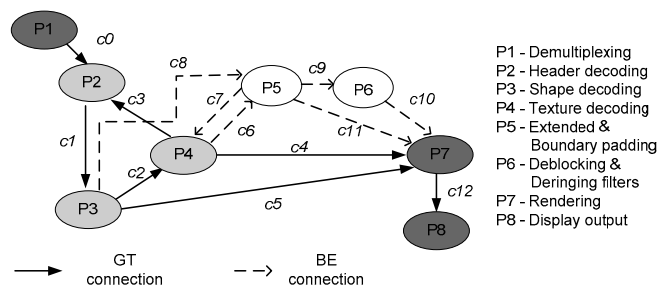 P1
c0
P2
c8
P5
c9
P6
c3
c7
c6
c10
c11
c1
P4
c4
P7
c2
c5
P3
c12
P8
P1 - Demultiplexing
P2 - Header decoding
P3 - Shape decoding
P4 - Texture decoding
P5 - Extended &
Boundary padding
P6 - Deblocking &
Deringing filters
P7 - Rendering
P8 - Display output
GT
connection
BE
connection